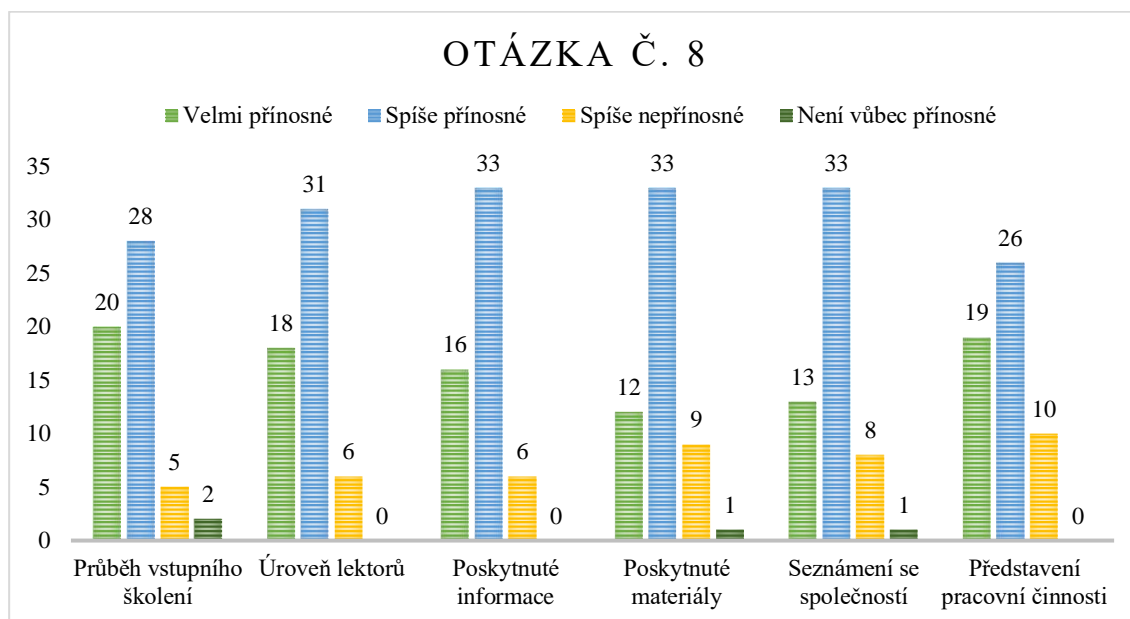 OTÁZKA Č. 8
Velmi přínosné Spíše přínosné Spíše nepřínosné Není vůbec přínosné
35
30
25
20
15
10
5
0
20 28 5 2
18 31 6 0
16 33 6 0
12 33 9 1
13 33 8 1
19 26 10 0
Průběh vstupního
školení
Úroveň lektorů
Poskytnuté
informace
Poskytnuté
materiály
Seznámení se
společností
Představení
pracovní činnosti